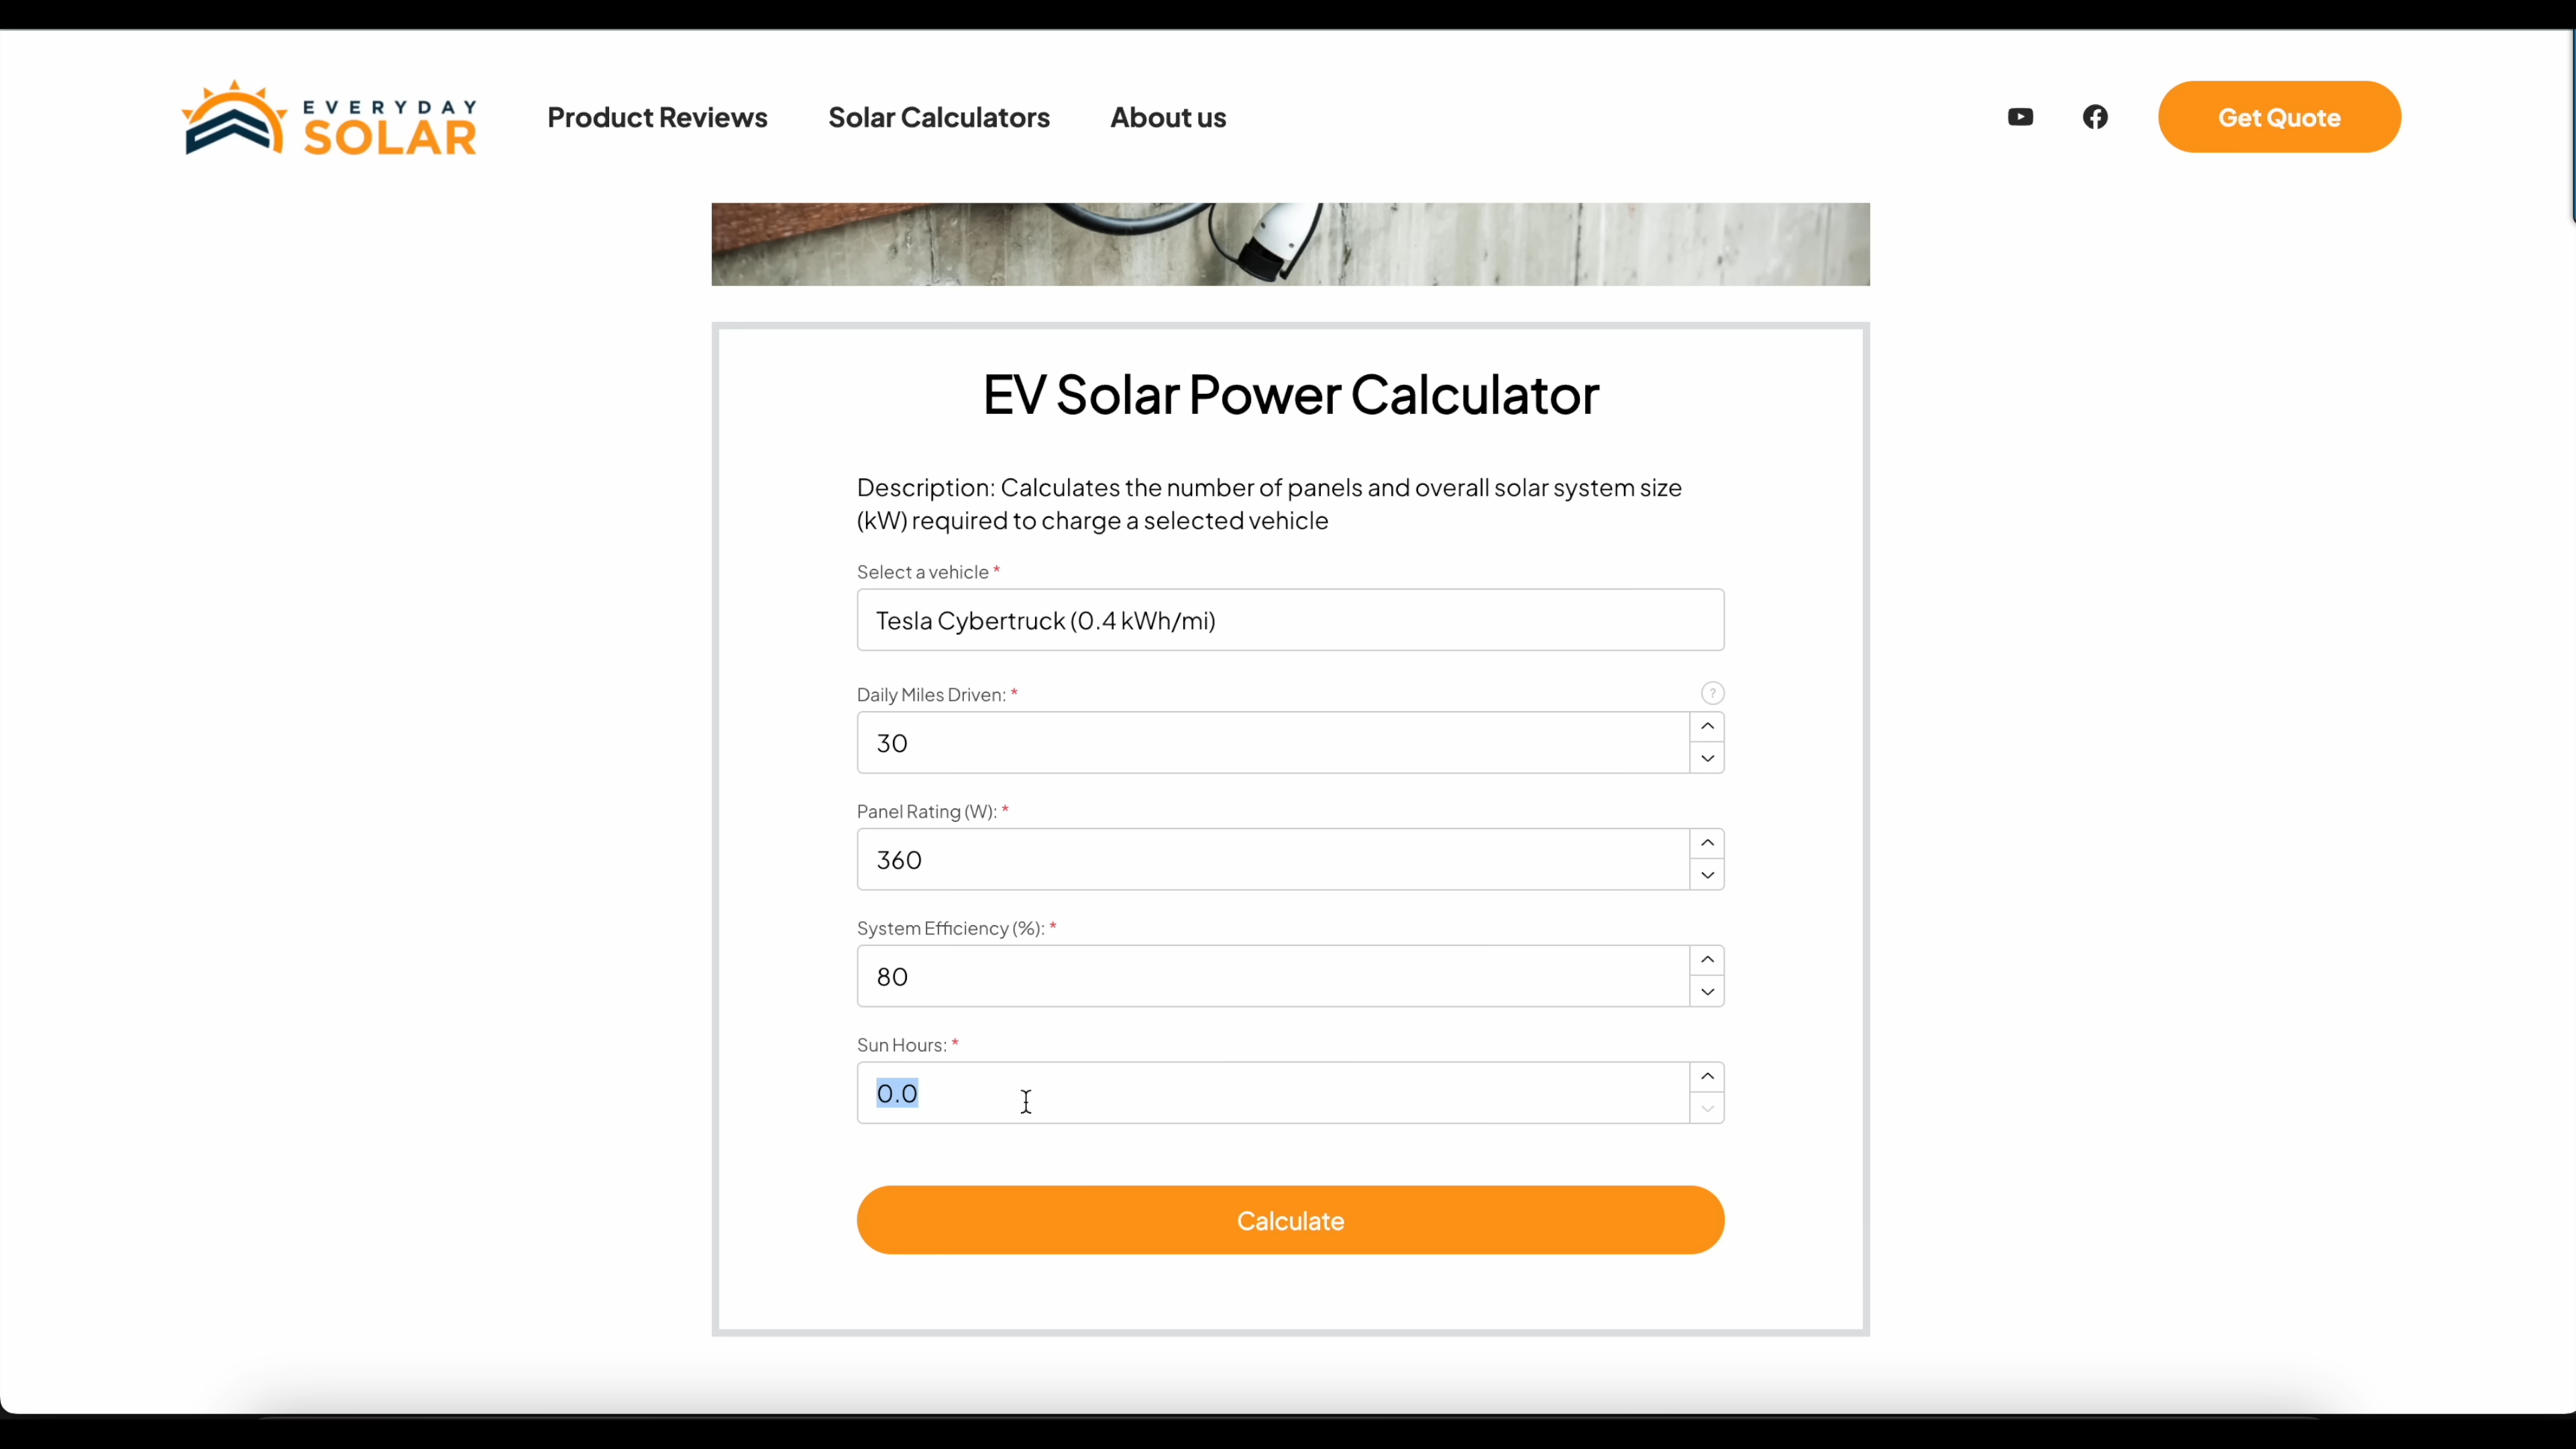 EVERYDAY
SOLAR
Product Reviews
Solar Calculators
About us
Get Quote
EV Solar Power Calculator
Description: Calculates the number of panels and overall solar system size
(kW) required to charge a selected vehicle
Select a vehicle *
Tesla Cybertruck (0.4 kWh/mi)
Daily Miles Driven: *
?
30
Panel Rating (W): *
360
System Efficiency (%): *
80
Sun Hours: *
0.0
Calculate